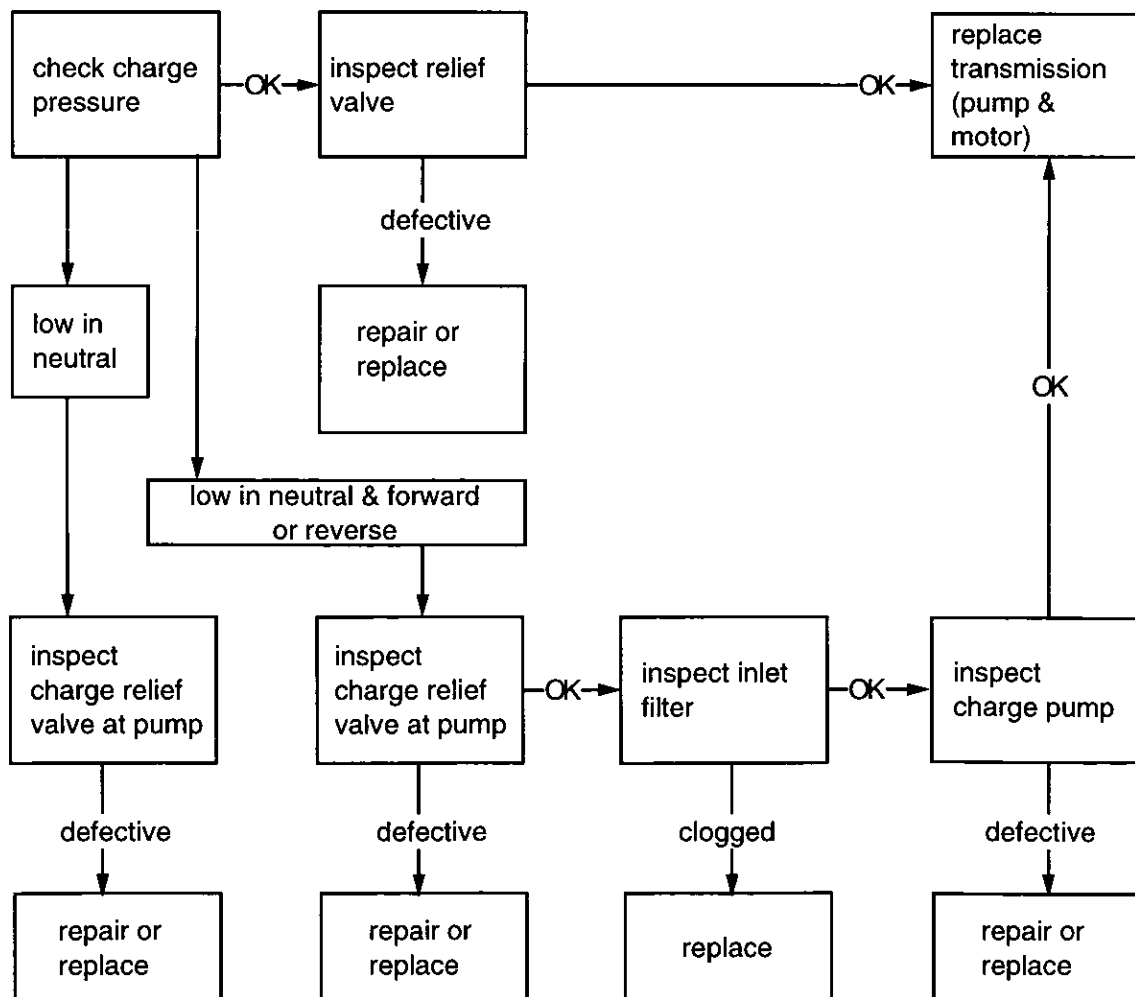 check charge
pressure
OK
inspect relief
valve
OK
replace
transmission
(pump &
motor)
defective
low in
neutral
repair or
replace
OK
low in neutral & forward
or reverse
inspect
charge relief
valve at pump
inspect
charge relief
valve at pump
OK
inspect inlet
filter
OK
inspect
charge pump
defective
defective
clogged
defective
repair or
replace
repair or
replace
replace
repair or
replace